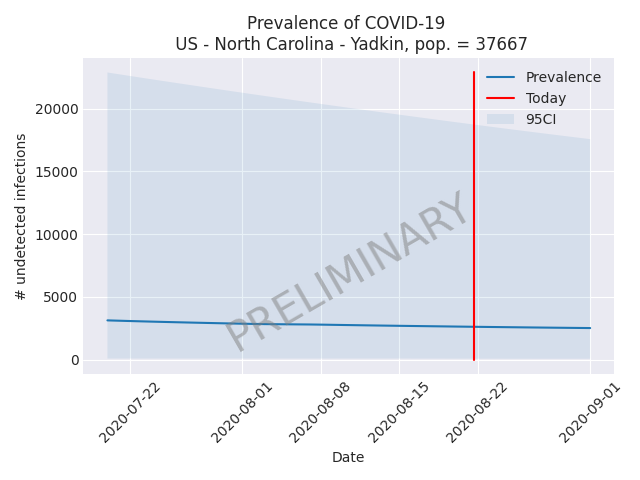 Prevalence of COVID-19
US - North Carolina - Yadkin, pop. = 37667
Prevalence
Today
95CI
20000
15000
10000
5000
0
# undetected infections
PRELIMINARY
2020-07-22
2020-08-01
2020-08-08
2020-08-15
2020-08-22
2020-09-01
Date